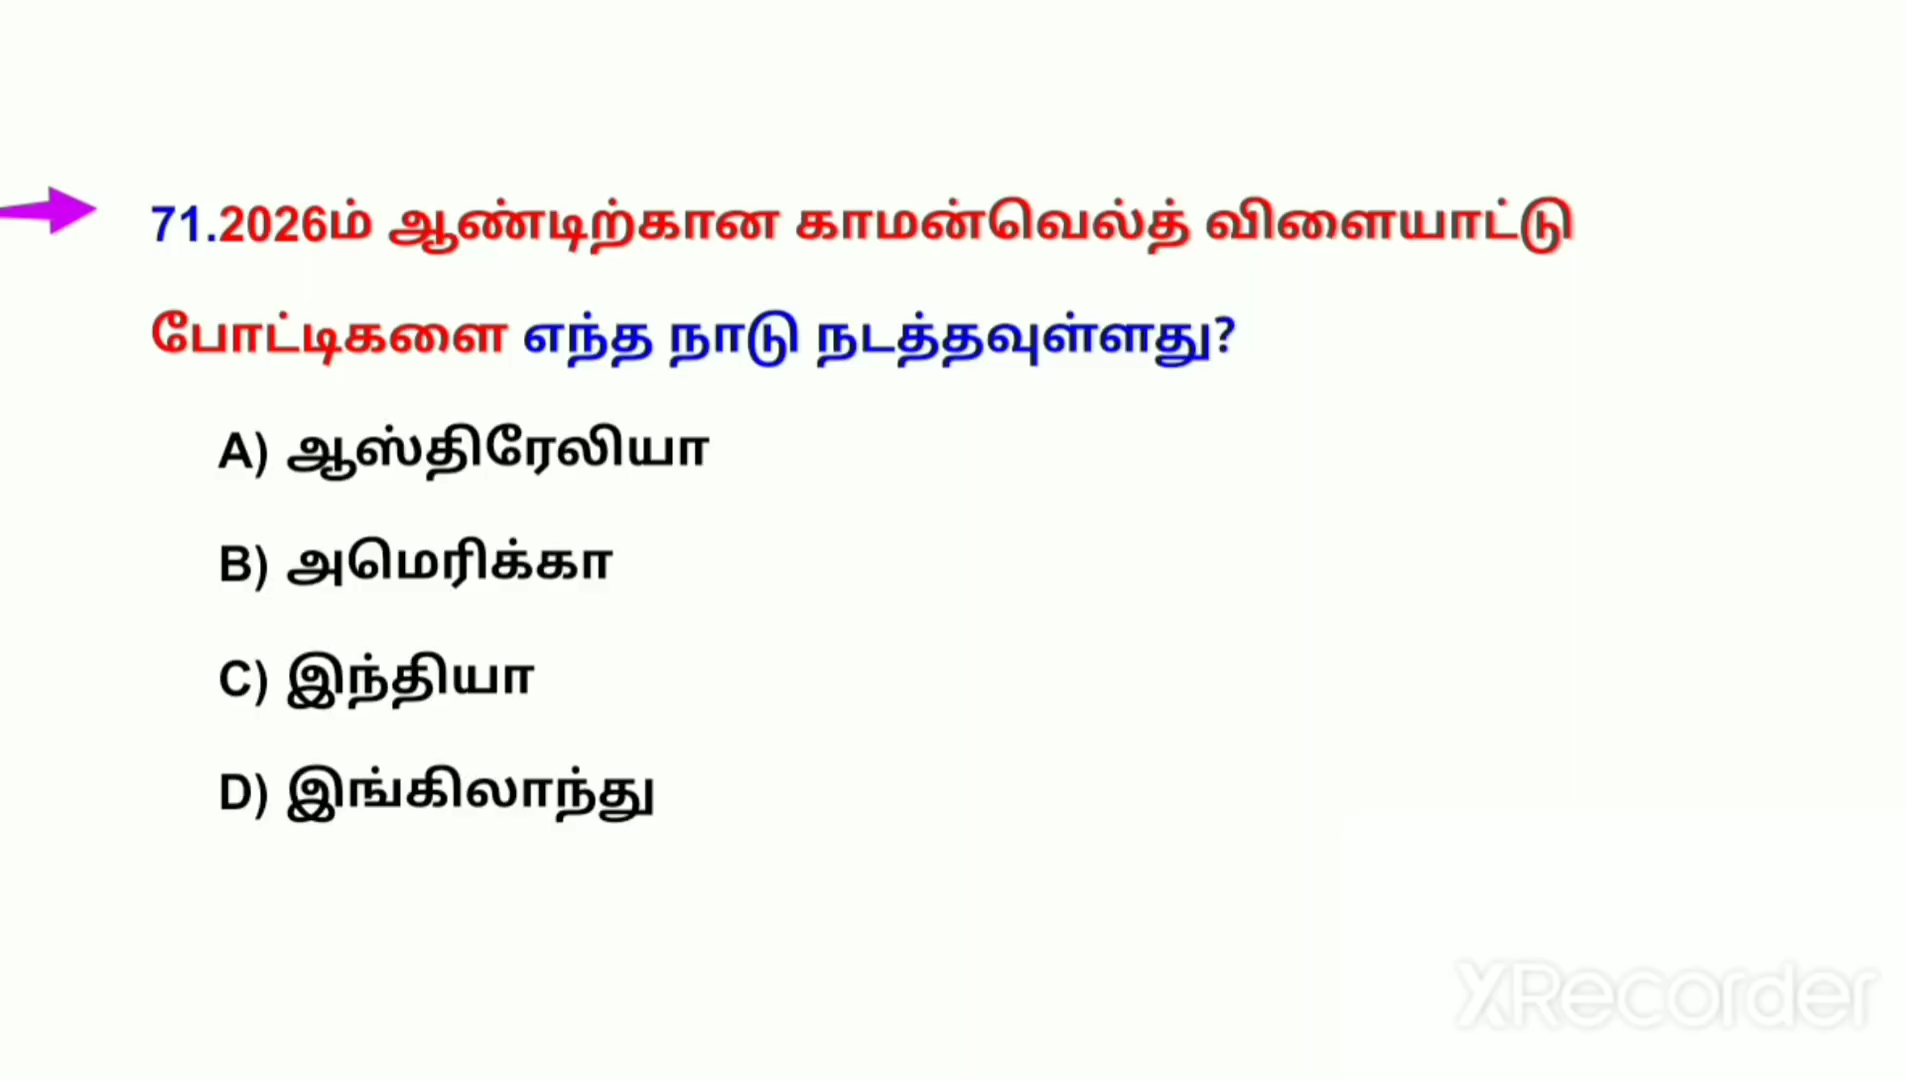 71.2026ம் ஆண்டிற்கான காமன்வெல்த் விளையாட்டு
போட்டிகளை எந்த நாடு நடத்தவுள்ளது?
A) ஆஸ்திரேலியா
B) அமெரிக்கா
C) இந்தியா
D) இங்கிலாந்து
XRecorder